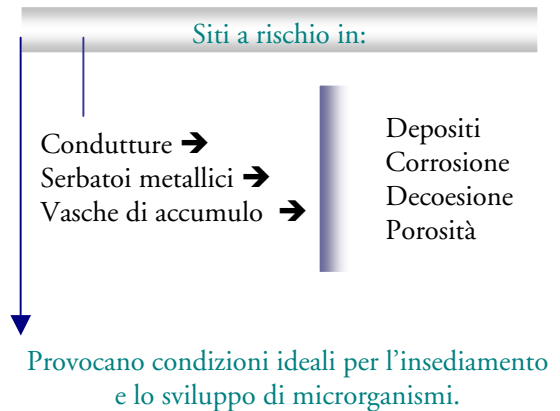 Siti a rischio in:
Condutture ➔
Serbatoi metallici ➔
Vasche di accumulo ➔
Depositi
Corrosione
Decoesione
Porosità
Provocano condizioni ideali per l'insediamento
e lo sviluppo di microrganismi.